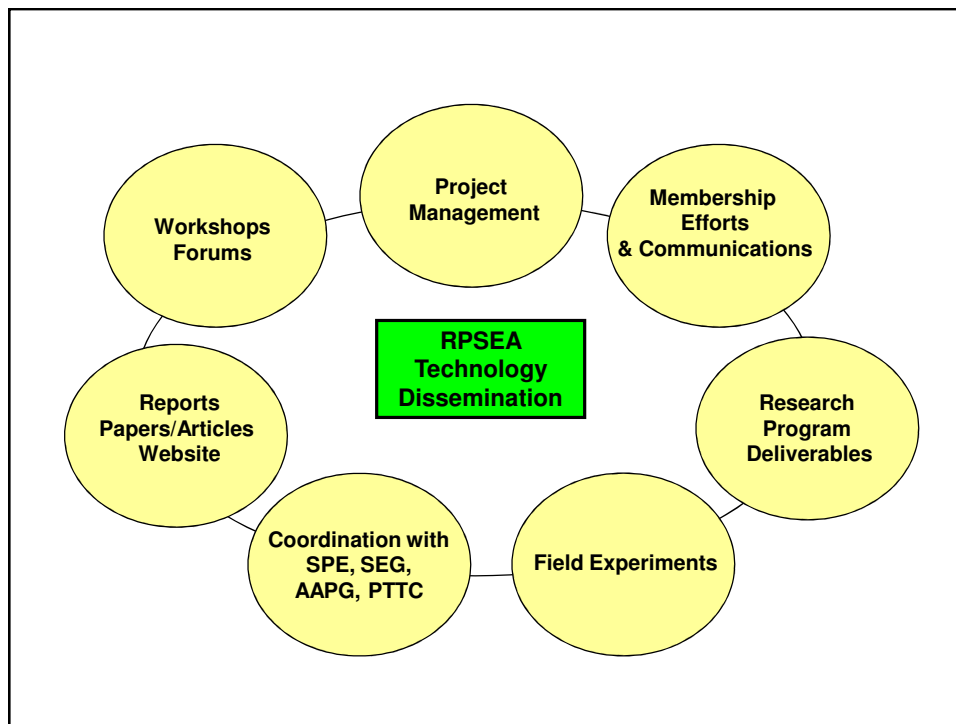 Project
Management
Membership
Efforts
& Communications
Workshops
Forums
RPSEA
Technology
Dissemination
Research
Program
Deliverables
Reports
Papers/Articles
Website
Coordination with
SPE, SEG,
AAPG, PTTC
Field Experiments